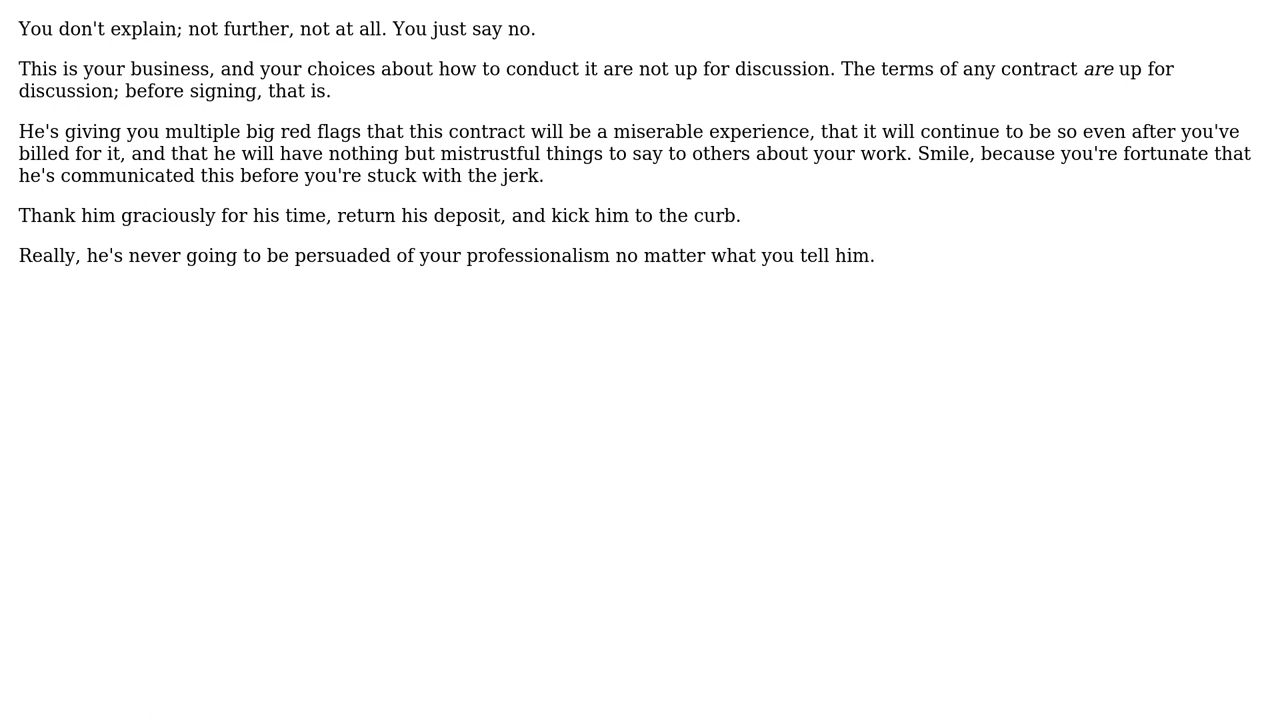 You don't explain; not further, not at all. You just say no.
This is your business, and your choices about how to conduct it are not up for discussion. The terms of any contract are up for
discussion; before signing, that is.
He's giving you multiple big red flags that this contract will be a miserable experience, that it will continue to be so even after you've
billed for it, and that he will have nothing but mistrustful things to say to others about your work. Smile, because you're fortunate that
he's communicated this before you're stuck with the jerk.
Thank him graciously for his time, return his deposit, and kick him to the curb.
Really, he's never going to be persuaded of your professionalism no matter what you tell him.